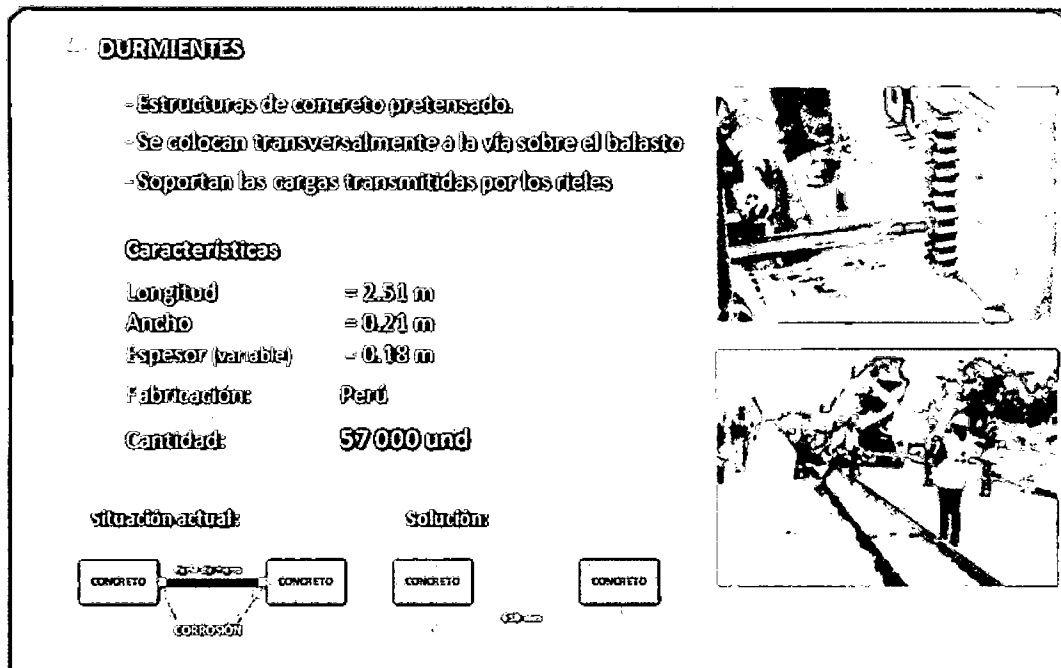 DURMIENTES
- Estructuras de concreto pretensado.
- Se colocan transversalmente a la vía sobre el balasto
- Soportan las cargas transmitidas por los rieles
Características
Longitud = 2.51 m
Ancho = 0.21 m
Espesor (variable) = 0.18 m
Fabricación: Perú
Cantidad: 57 000 und
Situación actual: Solución:
CONCRETO CONCRETO CONCRETO CONCRETO
CORROSIÓN